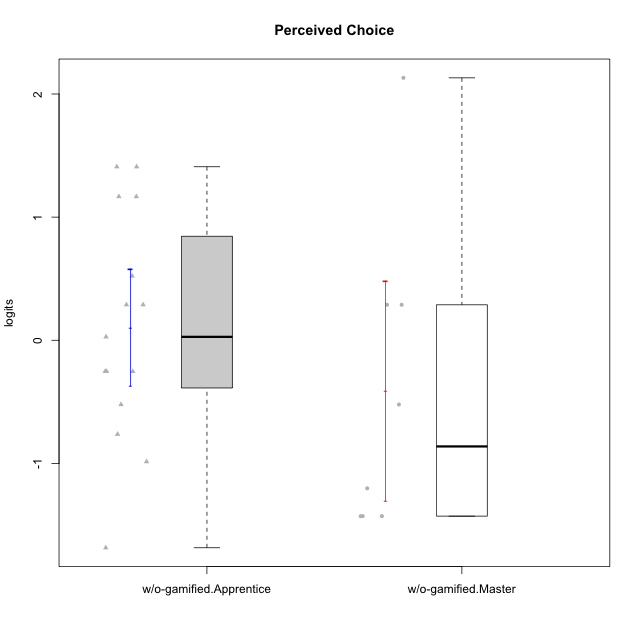 Perceived Choice
logits
2
1
0
-1
w/o-gamified.Apprentice
w/o-gamified.Master